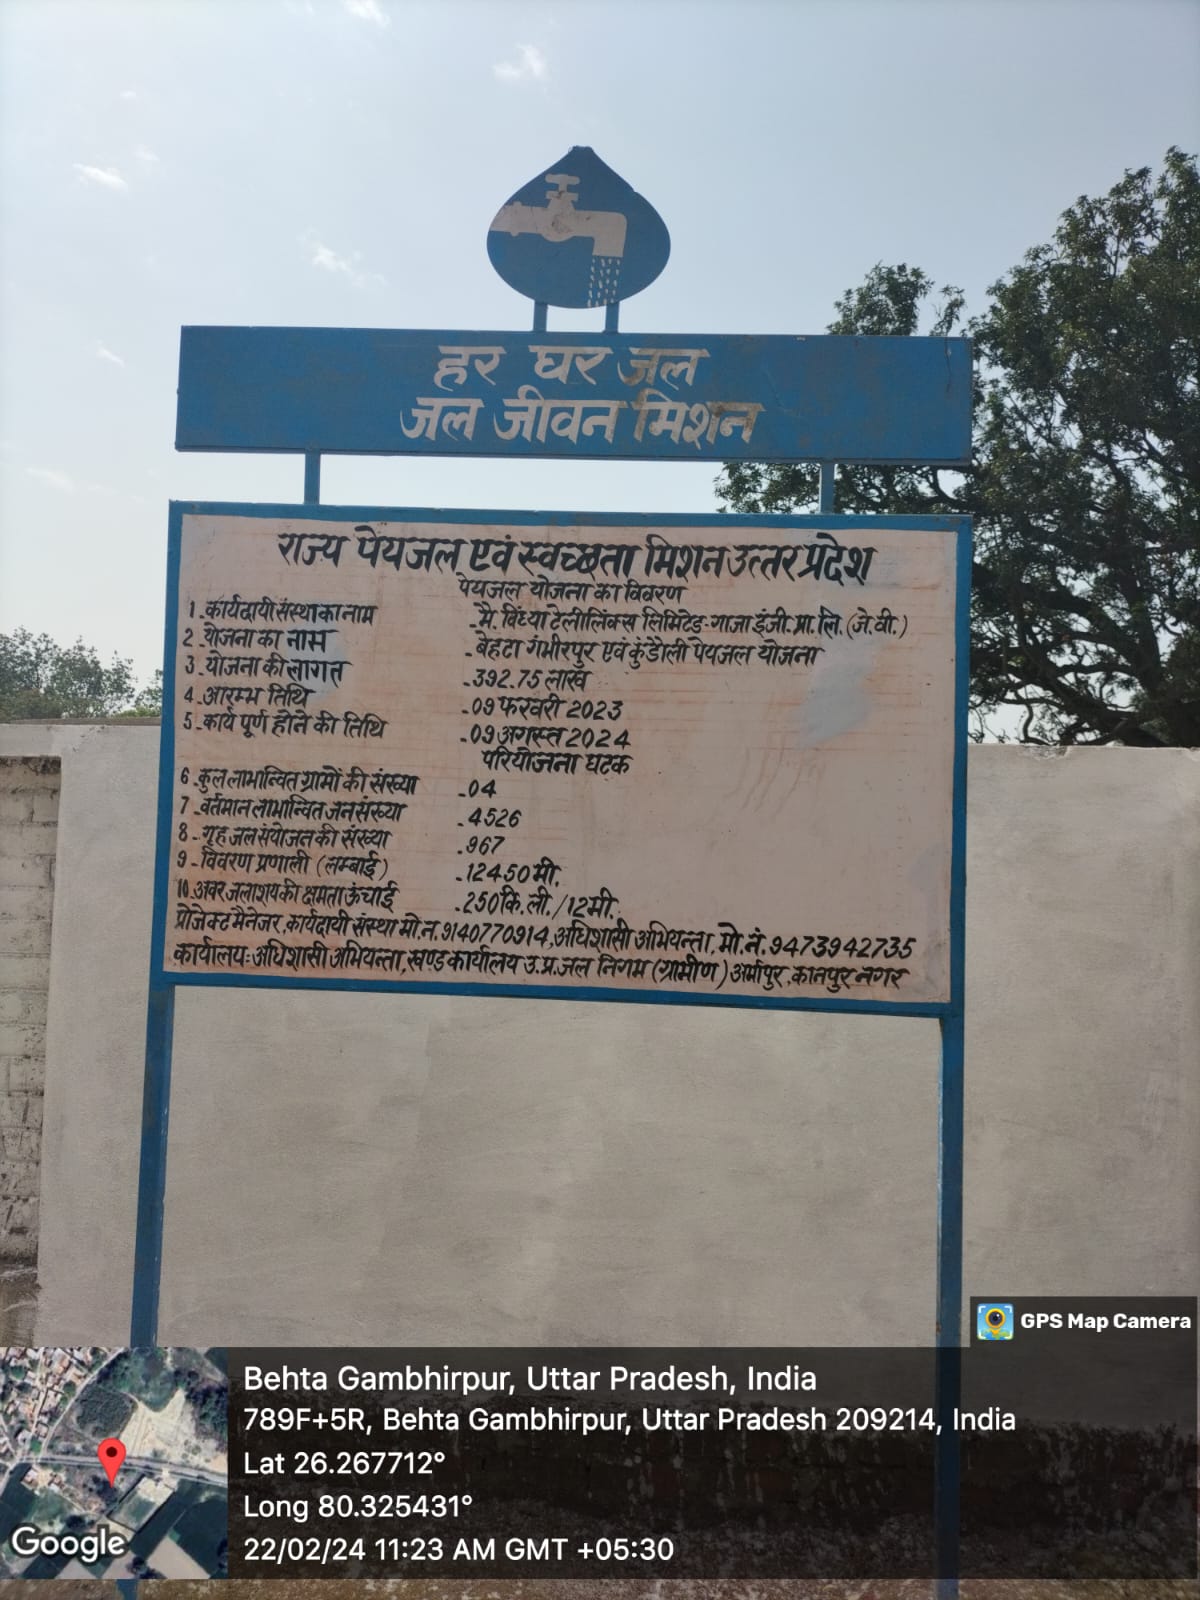 हर घर जल
जल जीवन मिशन
राज्य पेयजल एवं स्वच्छता मिशन उत्तर प्रदेश
पेयजल योजना का विवरण
1. कार्यदायी संस्था का नाम - मै. विंध्या टेलीलिंक्स लिमिटेड-गाजा इंजी. प्रा. लि. (जे.वी.)
2. योजना का नाम - बेहटा गंभीरपुर एवं कुंडौली पेयजल योजना
3. योजना की लागत - 392.75 लाख
4. आरम्भ तिथि - 09 फरवरी 2023
5. कार्य पूर्ण होने की तिथि - 09 अगस्त 2024
परियोजना घटक
6. कुल लाभान्वित ग्रामों की संख्या - 04
7. वर्तमान लाभान्वित जनसंख्या - 4526
8. गृह जल संयोजन की संख्या - 967
9. विवरण प्रणाली (लम्बाई) - 12450 मी.
10. अवर जलाशय की क्षमता ऊंचाई - 250 कि.ली./12मी.
प्रोजेक्ट मैनेजर, कार्यदायी संस्था मो.न. 9140770914, अधिशासी अभियन्ता, मो.नं. 9473942735
कार्यालय:- अधिशासी अभियन्ता, खण्ड कार्यालय उ.प्र. जल निगम (ग्रामीण) अर्मापुर, कानपुर नगर
GPS Map Camera
Behta Gambhirpur, Uttar Pradesh, India
789F+5R, Behta Gambhirpur, Uttar Pradesh 209214, India
Lat 26.267712°
Long 80.325431°
22/02/24 11:23 AM GMT +05:30
Google